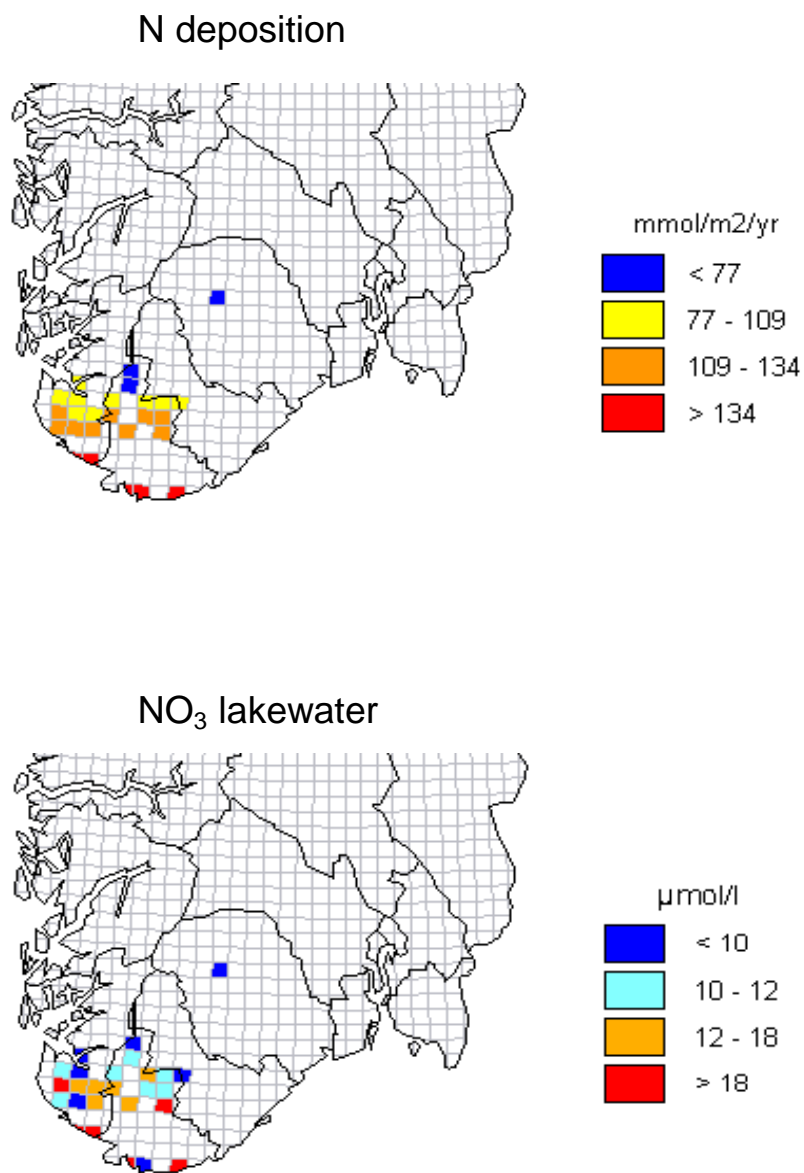 N deposition
mmol/m2/yr
< 77
77 - 109
109 - 134
> 134
NO₃ lakewater
µmol/l
< 10
10 - 12
12 - 18
> 18